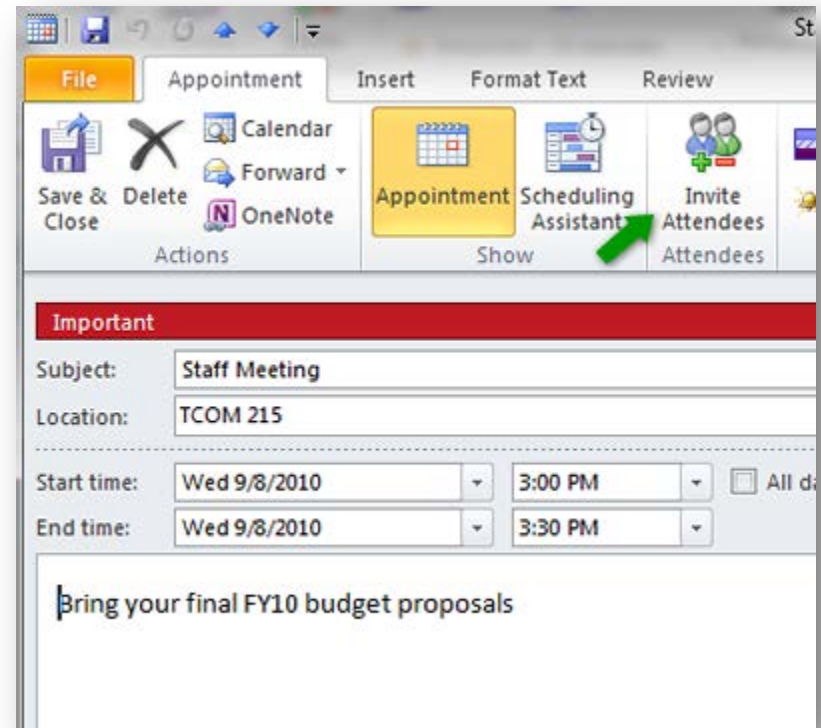 St
File Appointment Insert Format Text Review
Calendar
Forward
Save & Close Delete OneNote Appointment Scheduling Assistant Invite Attendees
Actions Show Attendees
Important
Subject: Staff Meeting
Location: TCOM 215
Start time: Wed 9/8/2010 3:00 PM All da
End time: Wed 9/8/2010 3:30 PM
Bring your final FY10 budget proposals